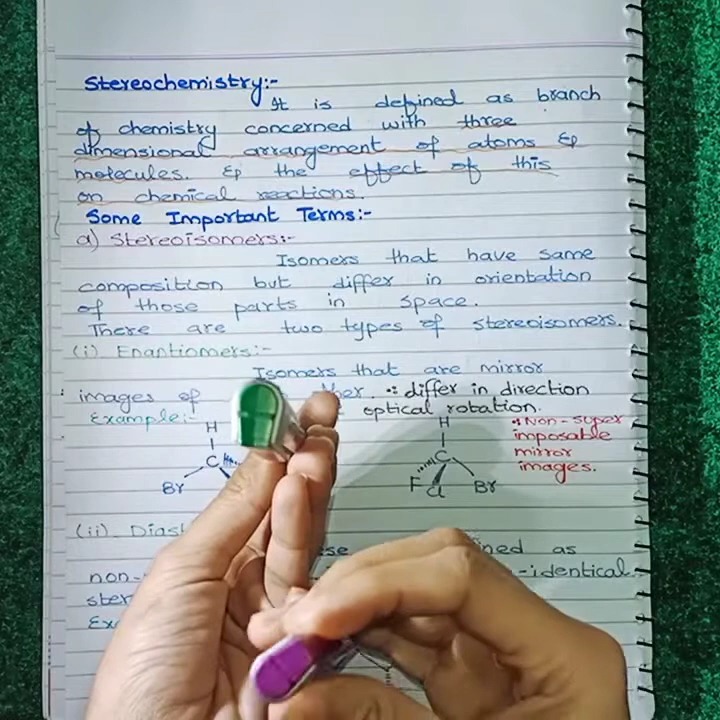 Stereochemistry:-
It is defined as branch
of chemistry concerned with three
dimensional arrangement of atoms &
molecules. & the effect of this
on chemical reactions.
Some Important Terms:-
a) Stereoisomers:-
Isomers that have same
composition but differ in orientation
of those parts in space.
There are two types of stereoisomers.
(i) Enantiomers:-
Isomers that are mirror
images of ∴ differ in direction
Example:- optical rotation.
H H
C C
Br F Cl Br
• Non-super
imposable
mirror
images.
(ii) as
non- -identical